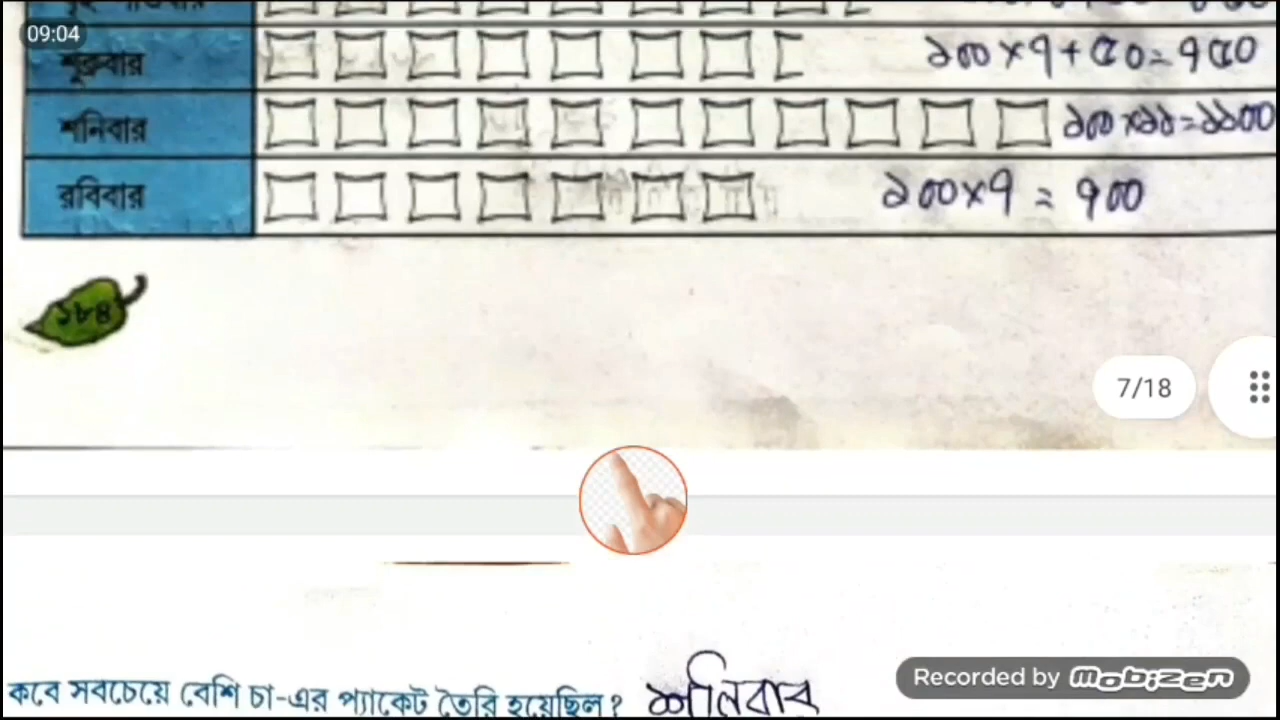 09:04
শুক্রবার ১০০×৭+৫০=৭৫০
শনিবার ১০০×১১=১১০০
রবিবার ১০০×৭ = ৭০০
১৮৪
7/18
Recorded by mobizen
কবে সবচেয়ে বেশি চা-এর প্যাকেট তৈরি হয়েছিল? শনিবার